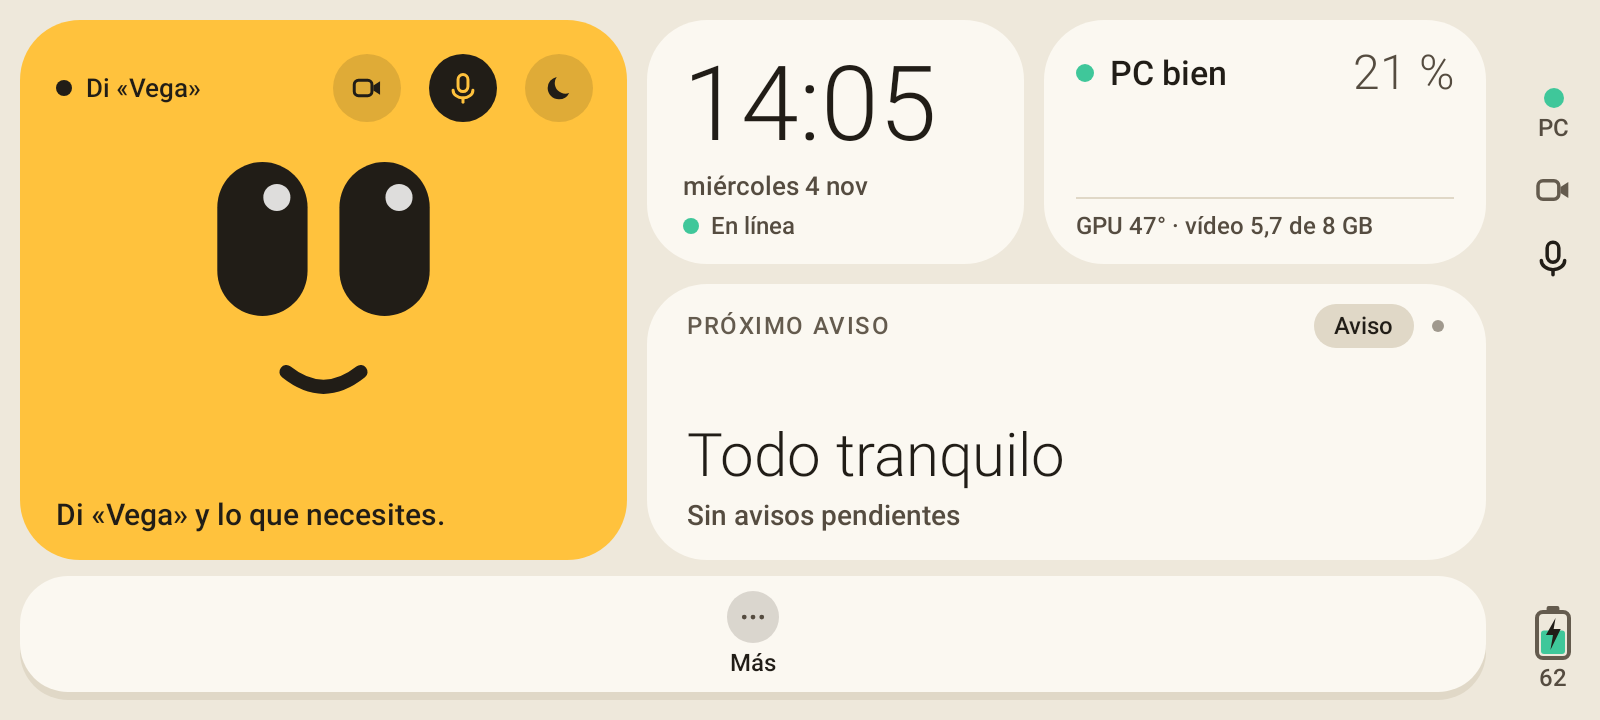 Di «Vega»
Di «Vega» y lo que necesites.
14:05
miércoles 4 nov
En línea
PC bien
21 %
GPU 47° · vídeo 5,7 de 8 GB
PRÓXIMO AVISO
Aviso
Todo tranquilo
Sin avisos pendientes
Más
PC
62